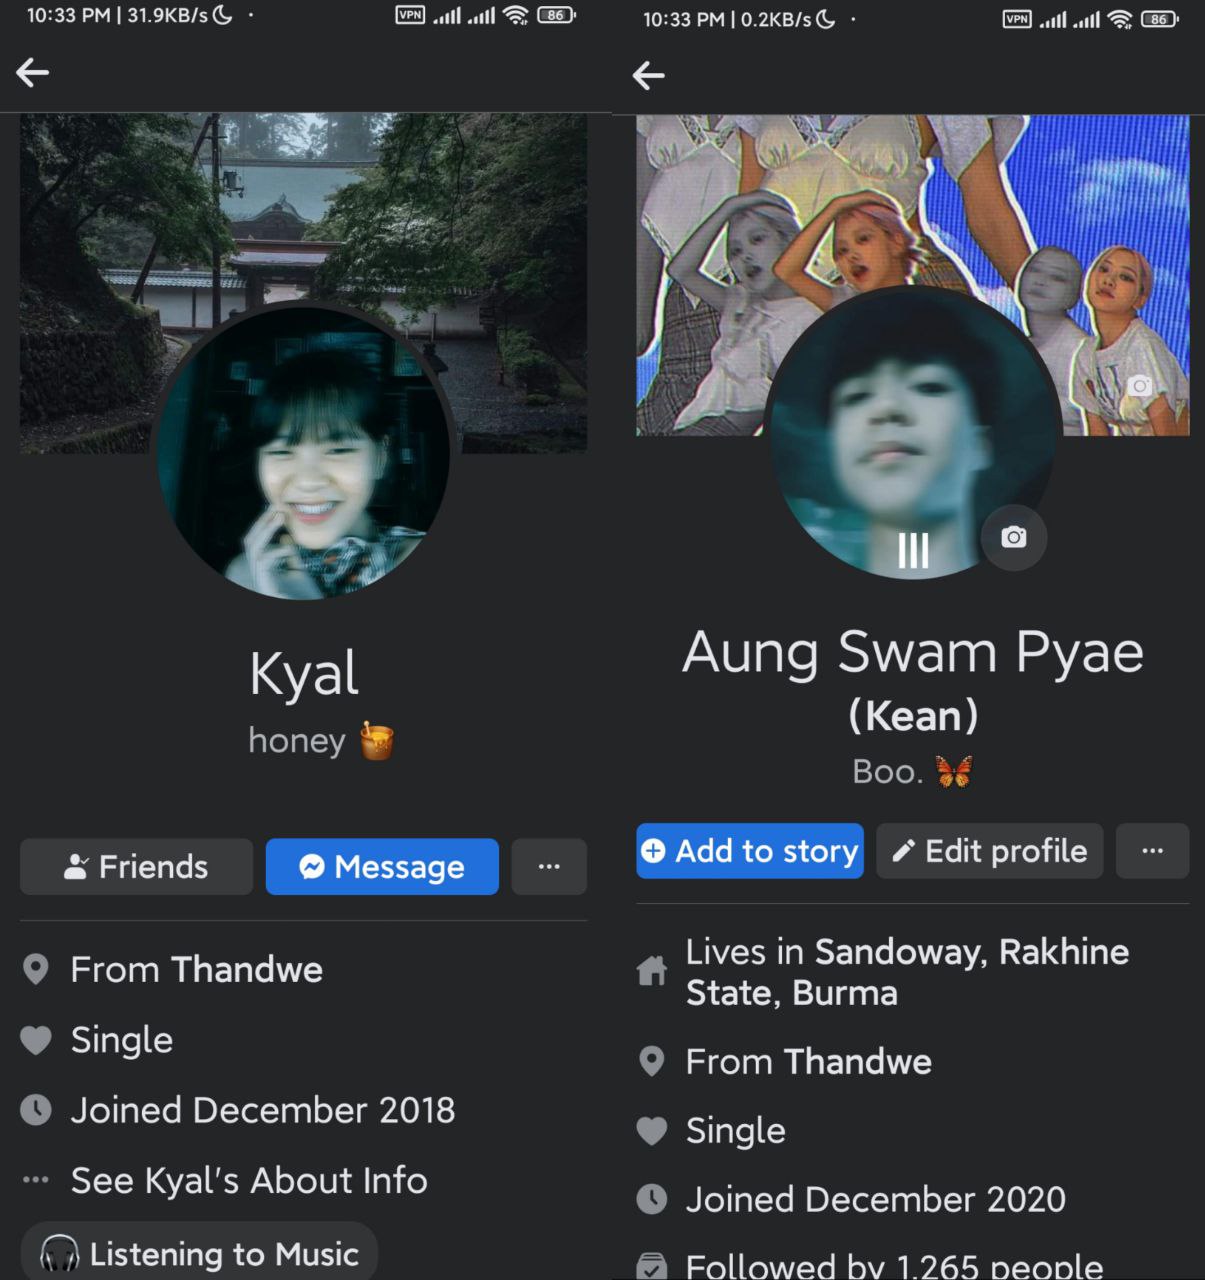 10:33 PM | 31.9KB/s
VPN
86
Kyal
honey
Friends
Message
From Thandwe
Single
Joined December 2018
See Kyal's About Info
Listening to Music
10:33 PM | 0.2KB/s
VPN
86
Aung Swam Pyae
(Kean)
Boo.
Add to story
Edit profile
Lives in Sandoway, Rakhine
State, Burma
From Thandwe
Single
Joined December 2020
Followed by 1,265 people